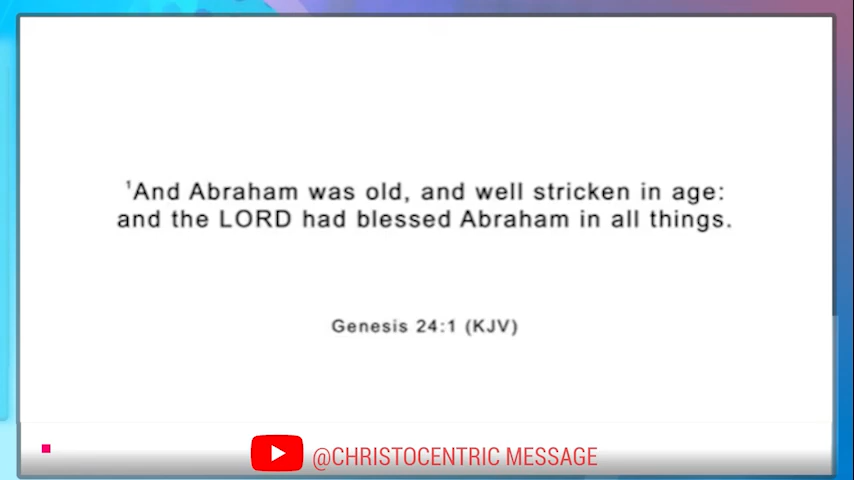 ¹And Abraham was old, and well stricken in age:
and the LORD had blessed Abraham in all things.
Genesis 24:1 (KJV)
@CHRISTOCENTRIC MESSAGE